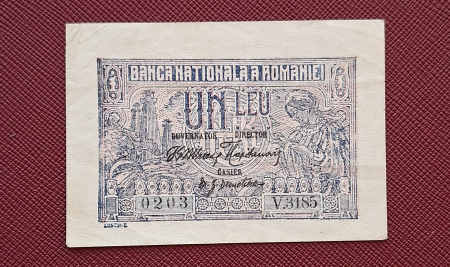 BANCA NATIONALA A ROMANIEI
UN LEU
GUVERNATOR DIRECTOR
CASIER
0203 V.3185